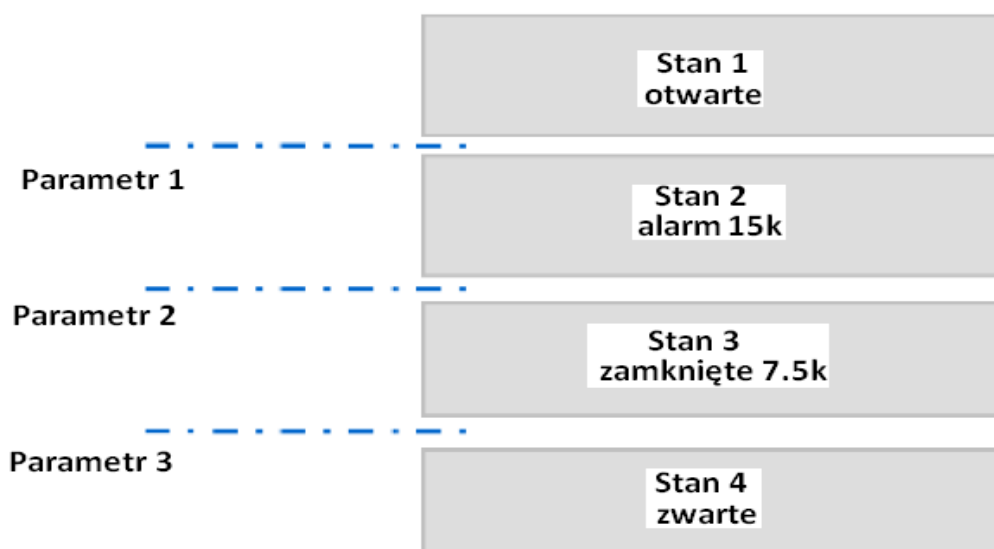 Stan 1
otwarte
Parametr 1
Stan 2
alarm 15k
Parametr 2
Stan 3
zamknięte 7.5k
Parametr 3
Stan 4
zwarte